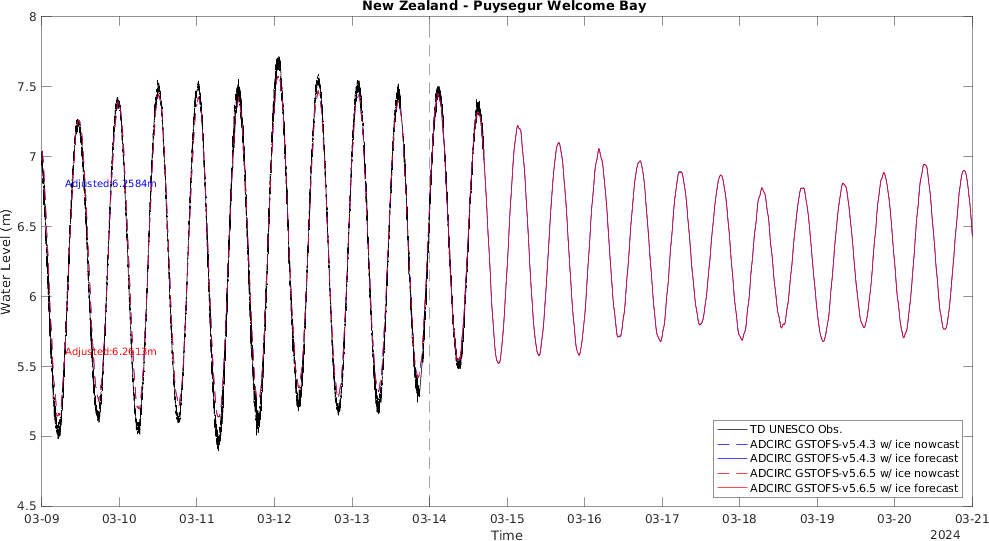 New Zealand - Puysegur Welcome Bay
8
7.5
7
6.5
6
5.5
5
4.5
Water Level (m)
Adjusted:6.2584m
Adjusted:6.2613m
TD UNESCO Obs.
ADCIRC GSTOFS-v5.4.3 w/ ice nowcast
ADCIRC GSTOFS-v5.4.3 w/ ice forecast
ADCIRC GSTOFS-v5.6.5 w/ ice nowcast
ADCIRC GSTOFS-v5.6.5 w/ ice forecast
03-09 03-10 03-11 03-12 03-13 03-14 03-15 03-16 03-17 03-18 03-19 03-20 03-21
Time
2024